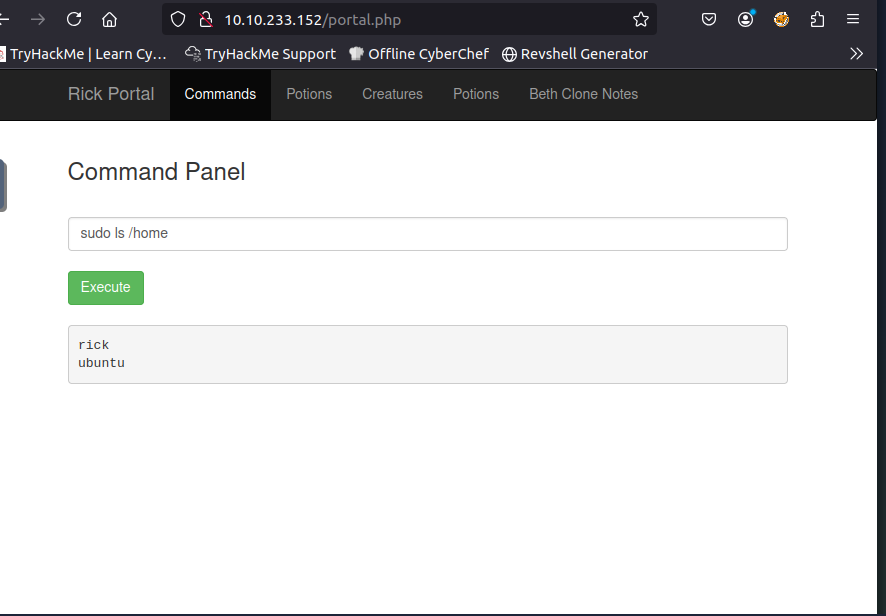 10.10.233.152/portal.php
TryHackMe | Learn Cy… TryHackMe Support Offline CyberChef Revshell Generator
Rick Portal Commands Potions Creatures Potions Beth Clone Notes
Command Panel
sudo ls /home
Execute
rick
ubuntu